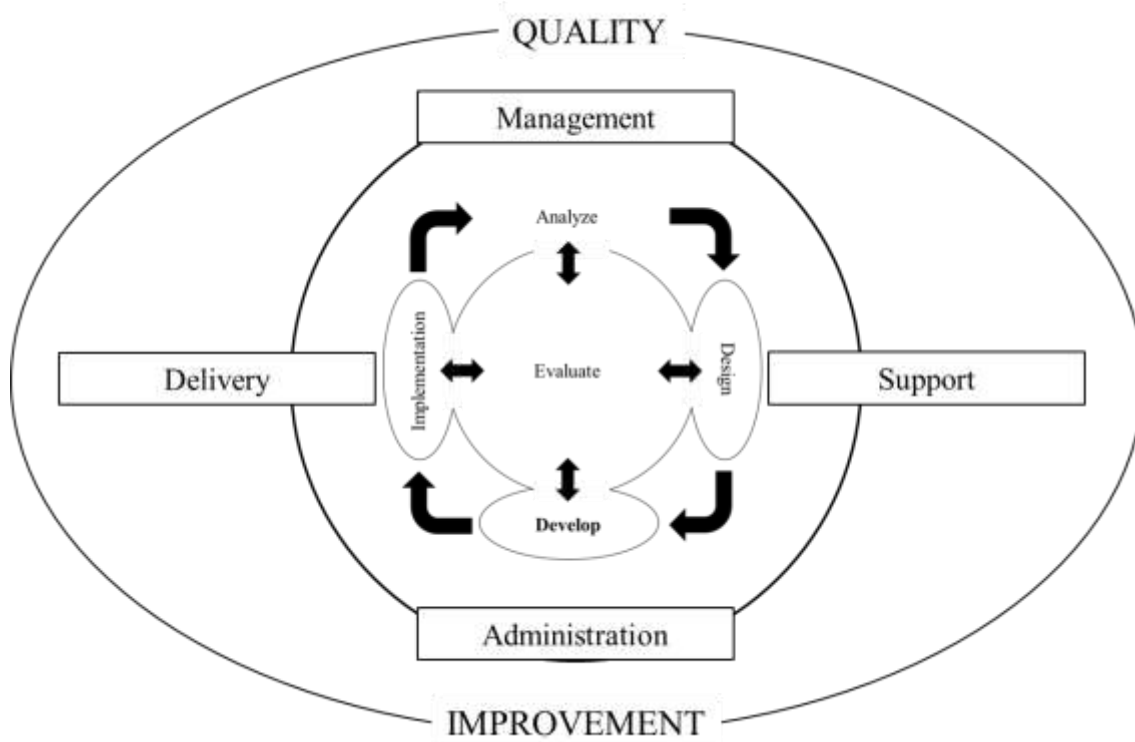 QUALITY
Management
Analyze
Implementation
Evaluate
Design
Delivery
Support
Develop
Administration
IMPROVEMENT